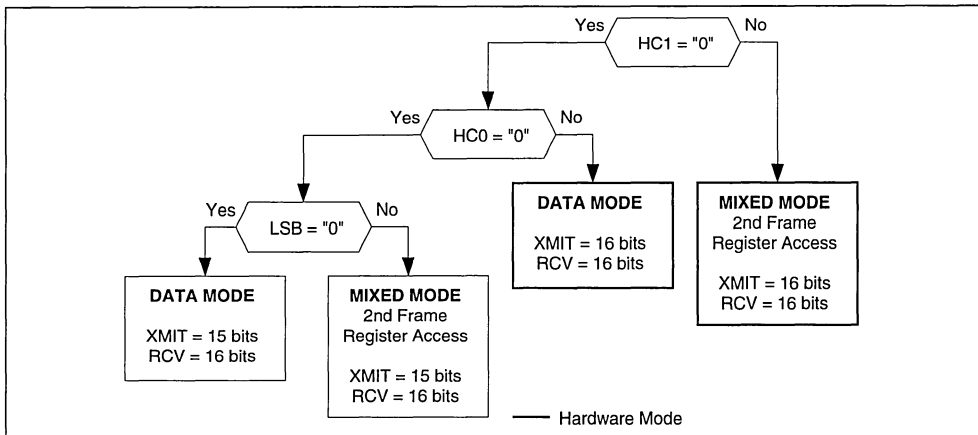 Yes
HC1 = "0"
No
Yes
HC0 = "0"
No
Yes
LSB = "0"
No
DATA MODE
XMIT = 16 bits
RCV = 16 bits
MIXED MODE
2nd Frame
Register Access
XMIT = 16 bits
RCV = 16 bits
DATA MODE
XMIT = 15 bits
RCV = 16 bits
MIXED MODE
2nd Frame
Register Access
XMIT = 15 bits
RCV = 16 bits
Hardware Mode